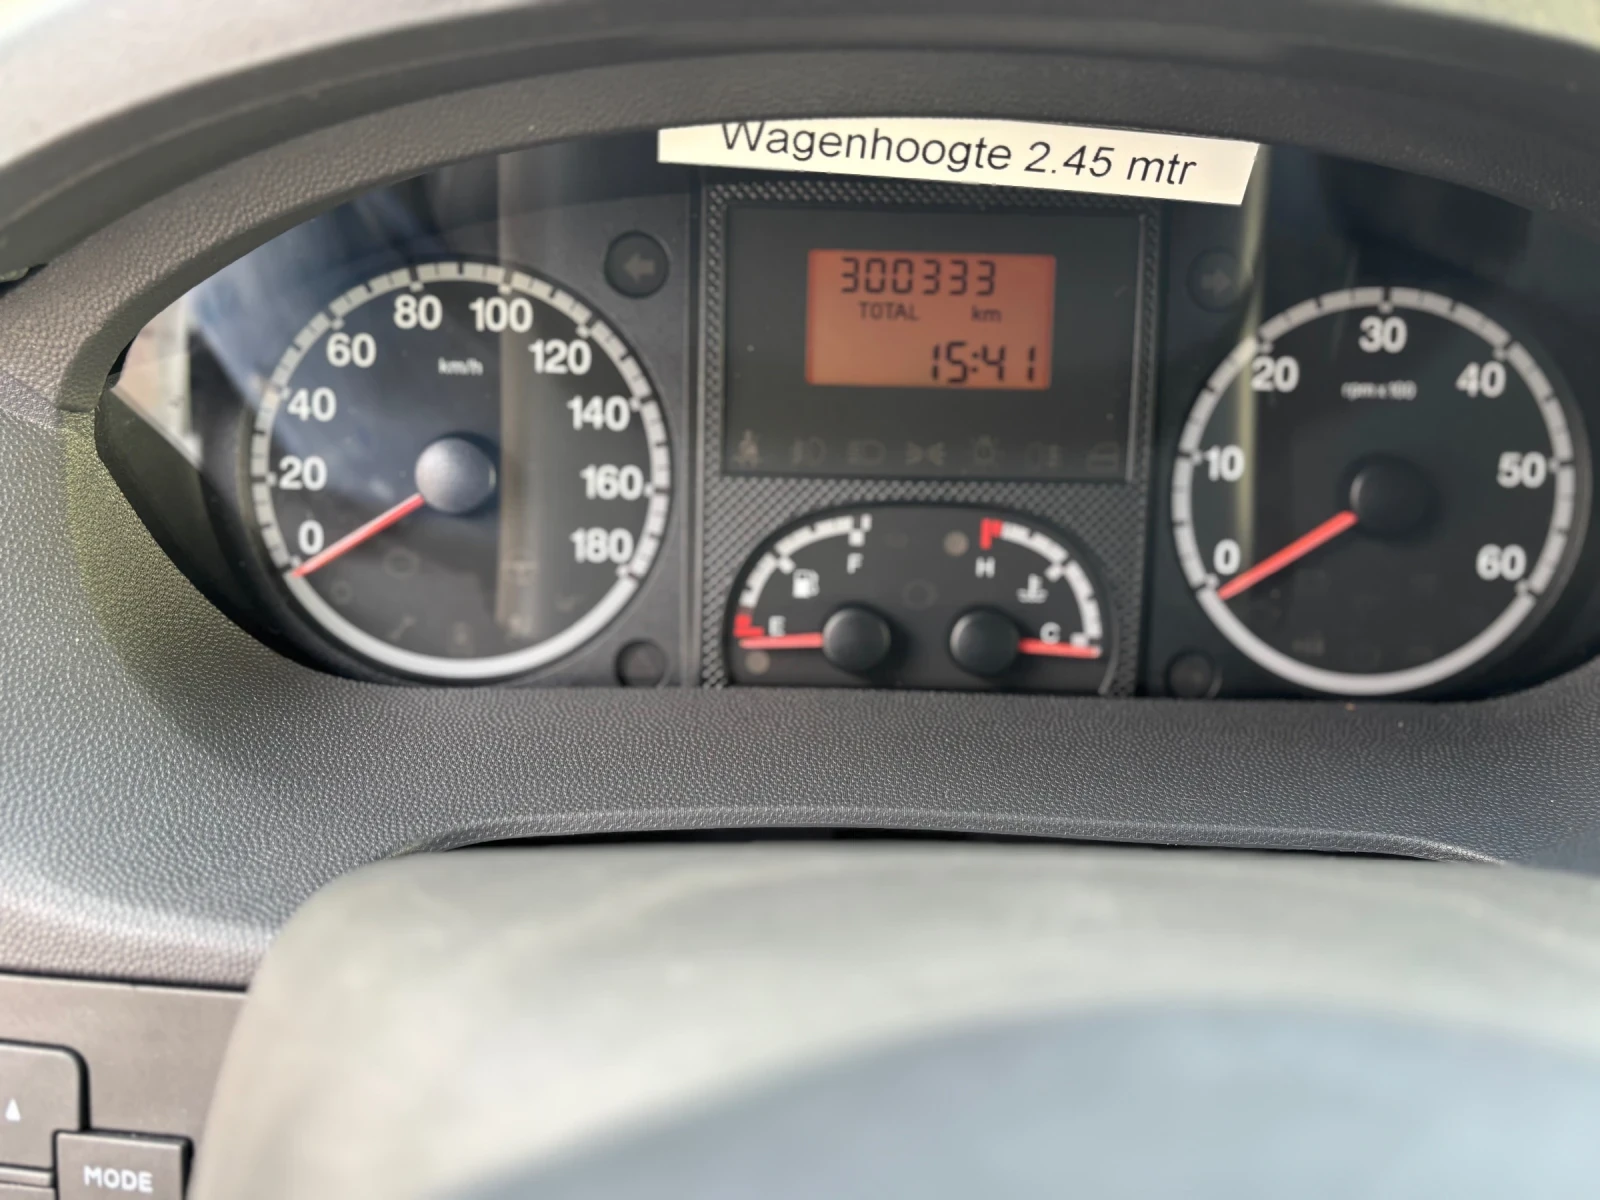 Wagenhoogte 2.45 mtr
300333
TOTAL km
15:41
0 20 40 60 80 100 120 140 160 180
km/h
E F
H C
0 10 20 30 40 50 60
rpm x 100
MODE